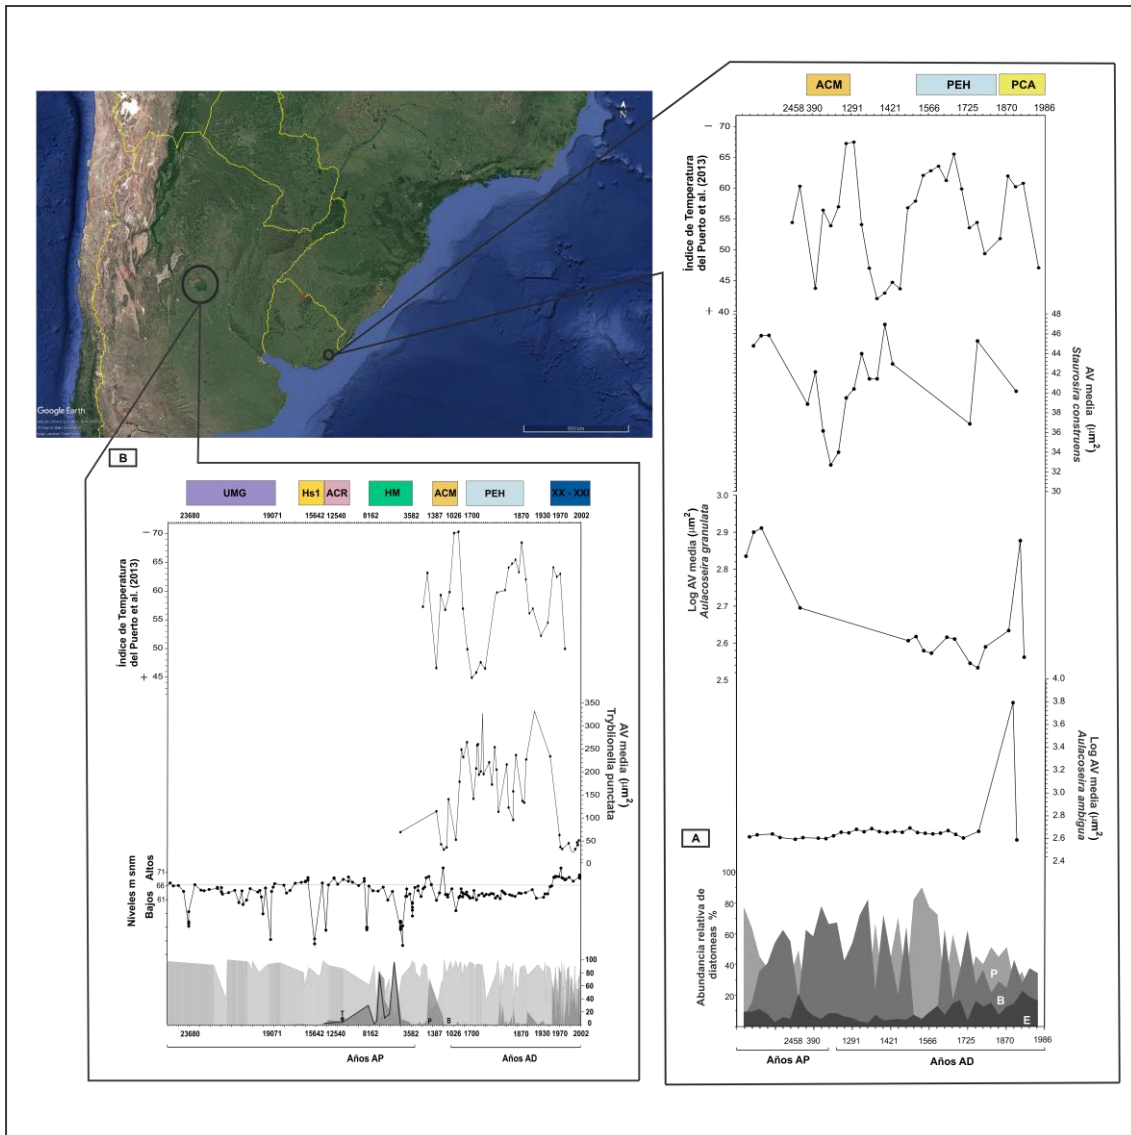 N
Google Earth
600 km
B
UMG
Hs1
ACR
HM
ACM
PEH
XX - XXI
23680 19071 15642 12540 8162 3582 1387 1026 1700 1870 1930 1970 2002
Índice de Temperatura
del Puerto et al. (2013)
− 70
65
60
55
50
+ 45
AV media (μm²)
Tryblionella punctata
350
300
250
200
150
100
50
0
Niveles m snm
Bajos Altos
71
66
61
100
80
60
40
20
0
T
P
B
23680 19071 15642 12540 8162 3582 1387 1026 1700 1870 1930 1970 2002
Años AP
Años AD
ACM
PEH
PCA
2458 390 1291 1421 1566 1725 1870 1986
Índice de Temperatura
del Puerto et al. (2013)
− 70
65
60
55
50
45
+ 40
AV media (μm²)
Staurosira construens
48
46
44
42
40
38
36
34
32
30
Log AV media (μm²)
Aulacoseira granulata
3.0
2.9
2.8
2.7
2.6
2.5
Log AV media (μm²)
Aulacoseira ambigua
4.0
3.8
3.6
3.4
3.2
3.0
2.8
2.6
2.4
A
Abundancia relativa de
diatomeas %
100
80
60
40
20
P
B
E
2458 390 1291 1421 1566 1725 1870 1986
Años AP
Años AD